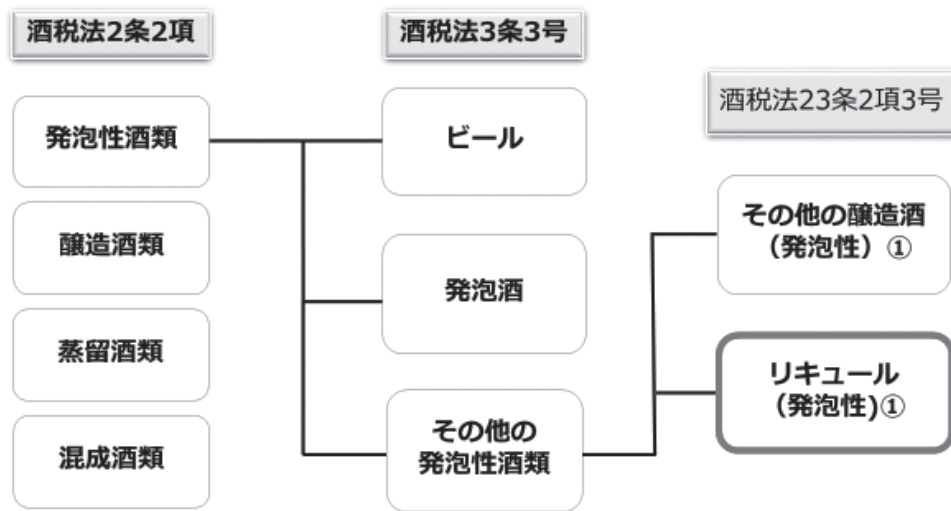 酒税法2条2項
発泡性酒類
醸造酒類
蒸留酒類
混成酒類
酒税法3条3号
ビール
発泡酒
その他の
発泡性酒類
酒税法23条2項3号
その他の醸造酒
（発泡性）①
リキュール
（発泡性)①